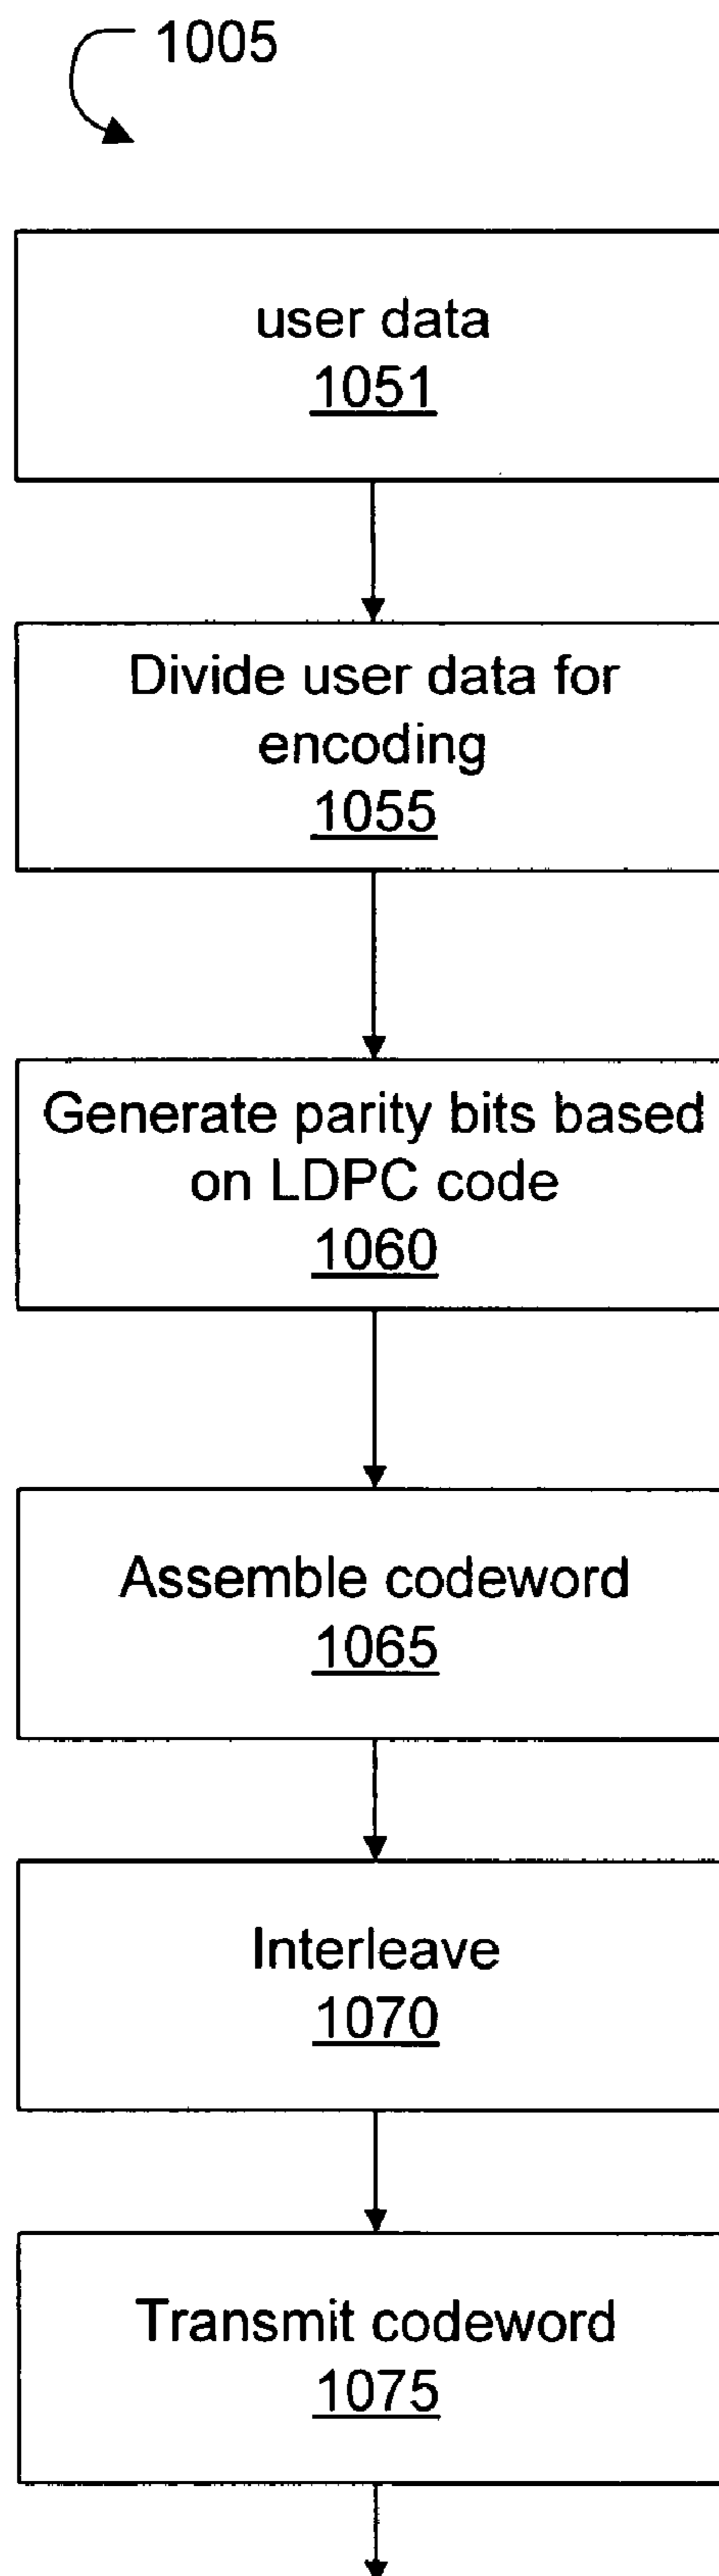 1005
user data
1051
Divide user data for
encoding
1055
Generate parity bits based
on LDPC code
1060
Assemble codeword
1065
Interleave
1070
Transmit codeword
1075